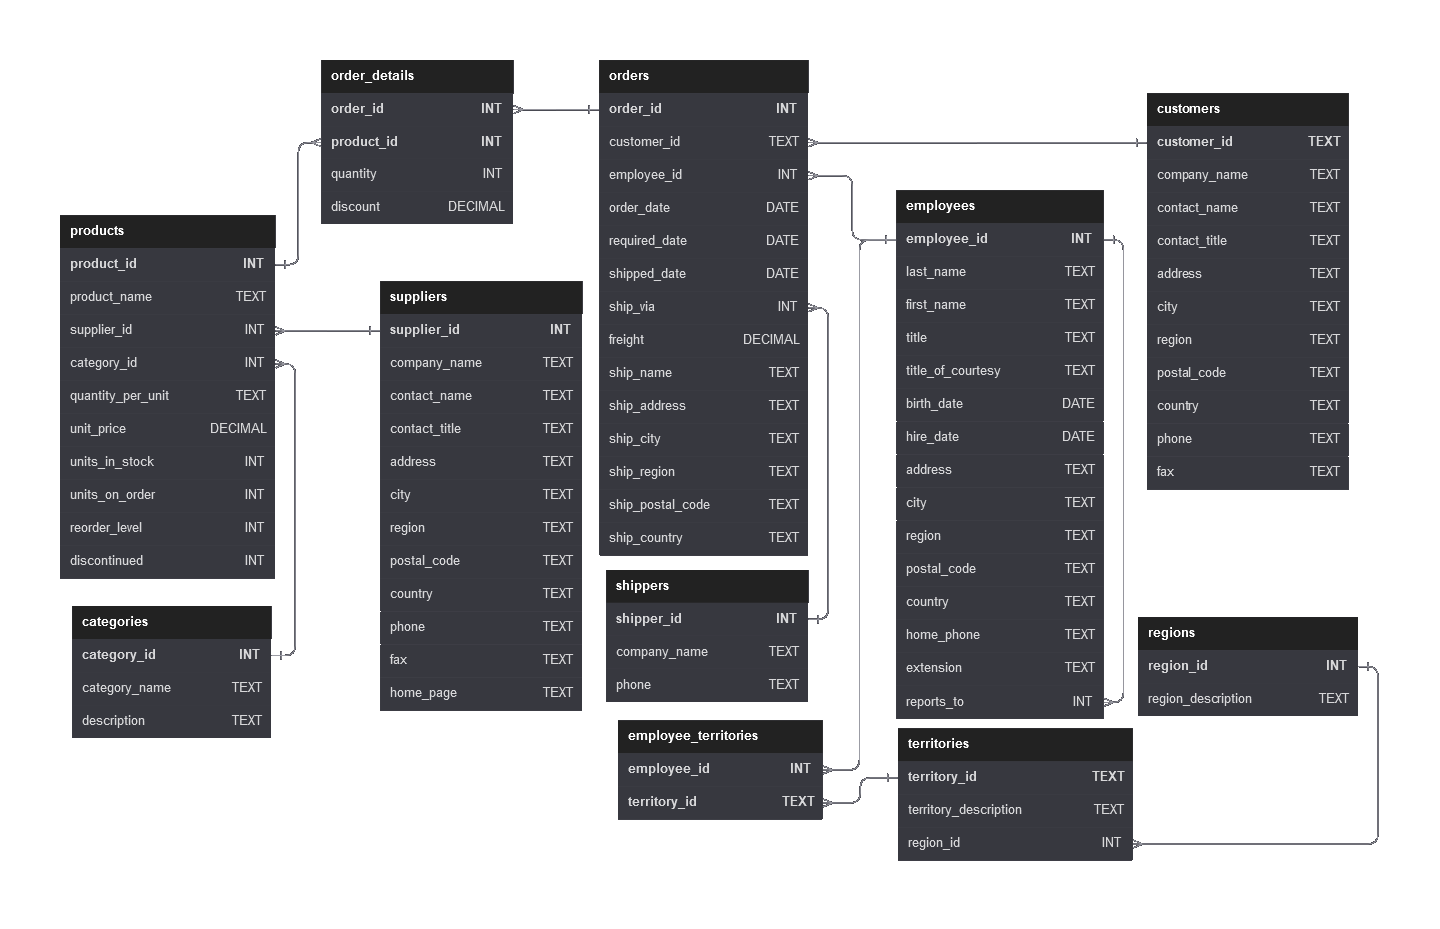 order_details
order_id INT
product_id INT
quantity INT
discount DECIMAL
orders
order_id INT
customer_id TEXT
employee_id INT
order_date DATE
required_date DATE
shipped_date DATE
ship_via INT
freight DECIMAL
ship_name TEXT
ship_address TEXT
ship_city TEXT
ship_region TEXT
ship_postal_code TEXT
ship_country TEXT
customers
customer_id TEXT
company_name TEXT
contact_name TEXT
contact_title TEXT
address TEXT
city TEXT
region TEXT
postal_code TEXT
country TEXT
phone TEXT
fax TEXT
employees
employee_id INT
last_name TEXT
first_name TEXT
title TEXT
title_of_courtesy TEXT
birth_date DATE
hire_date DATE
address TEXT
city TEXT
region TEXT
postal_code TEXT
country TEXT
home_phone TEXT
extension TEXT
reports_to INT
products
product_id INT
product_name TEXT
supplier_id INT
category_id INT
quantity_per_unit TEXT
unit_price DECIMAL
units_in_stock INT
units_on_order INT
reorder_level INT
discontinued INT
suppliers
supplier_id INT
company_name TEXT
contact_name TEXT
contact_title TEXT
address TEXT
city TEXT
region TEXT
postal_code TEXT
country TEXT
phone TEXT
fax TEXT
home_page TEXT
shippers
shipper_id INT
company_name TEXT
phone TEXT
categories
category_id INT
category_name TEXT
description TEXT
regions
region_id INT
region_description TEXT
employee_territories
employee_id INT
territory_id TEXT
territories
territory_id TEXT
territory_description TEXT
region_id INT